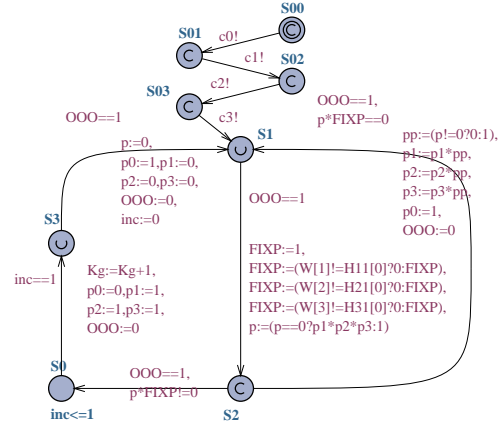 S00
S01
c0!
c1!
S02
c2!
S03
c3!
OOO==1,
p*FIXP==0
OOO==1
S1
p:=0,
p0:=1,p1:=0,
p2:=0,p3:=0,
OOO:=0,
inc:=0
pp:=(p!=0?0:1),
p1:=p1*pp,
p2:=p2*pp,
p3:=p3*pp,
p0:=1,
OOO:=0
OOO==1
S3
FIXP:=1,
FIXP:=(W[1]!=H11[0]?0:FIXP),
FIXP:=(W[2]!=H21[0]?0:FIXP),
FIXP:=(W[3]!=H31[0]?0:FIXP),
p:=(p==0?p1*p2*p3:1)
inc==1
Kg:=Kg+1,
p0:=0,p1:=1,
p2:=1,p3:=1,
OOO:=0
S0
OOO==1,
p*FIXP!=0
inc<=1
S2